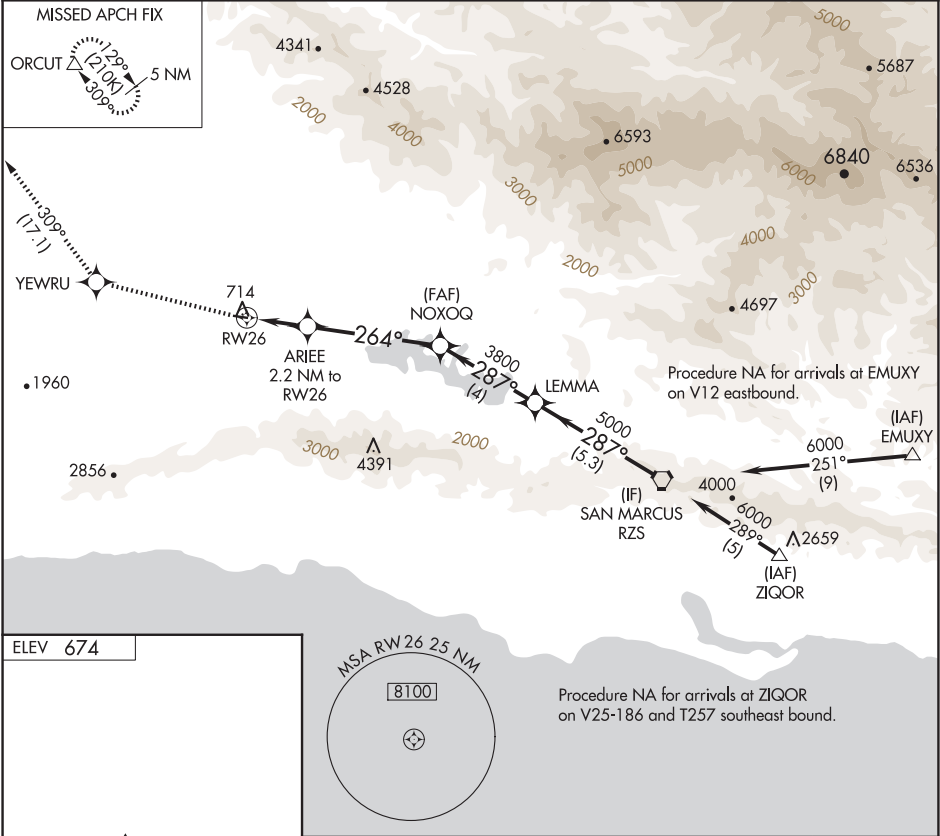 MISSED APCH FIX
ORCUT
129°
(210K)
309°
5 NM
4341
4528
2000
4000
6593
5000
3000
2000
5000
5687
6840
6000
6536
4000
3000
4697
309°
(17.1)
YEWRU
714
RW26
ARIEE
2.2 NM to
RW26
264°
(FAF)
NOXOQ
3800
287°
(4)
LEMMA
5000
287°
(5.3)
Procedure NA for arrivals at EMUXY
on V12 eastbound.
(IAF)
EMUXY
6000
251°
(9)
1960
2856
3000
4391
2000
(IF)
SAN MARCUS
RZS
4000
6000
289°
(5)
2659
(IAF)
ZIQOR
ELEV 674
MSA RW26 25 NM
8100
Procedure NA for arrivals at ZIQOR
on V25-186 and T257 southeast bound.